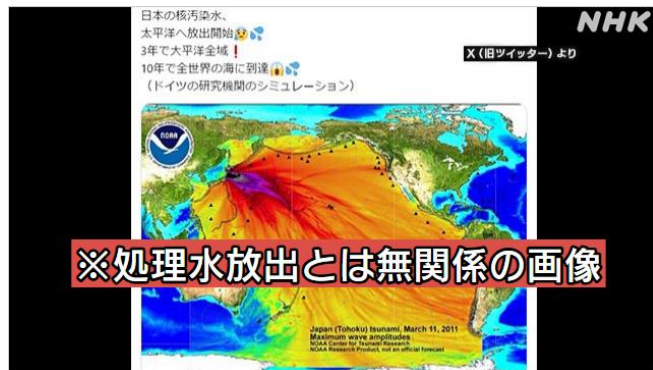 日本の核汚染水、
NHK
太平洋へ放出開始😰💦
X（旧ツイッター）より
3年で大平洋全域❗
10年で全世界の海に到達😱💦
（ドイツの研究機関のシミュレーション）
NOAA
※処理水放出とは無関係の画像
Japan (Tohoku) Tsunami, March 11, 2011
Maximum wave amplitudes
NOAA Center for Tsunami Research
NOAA Research Product, not an official forecast